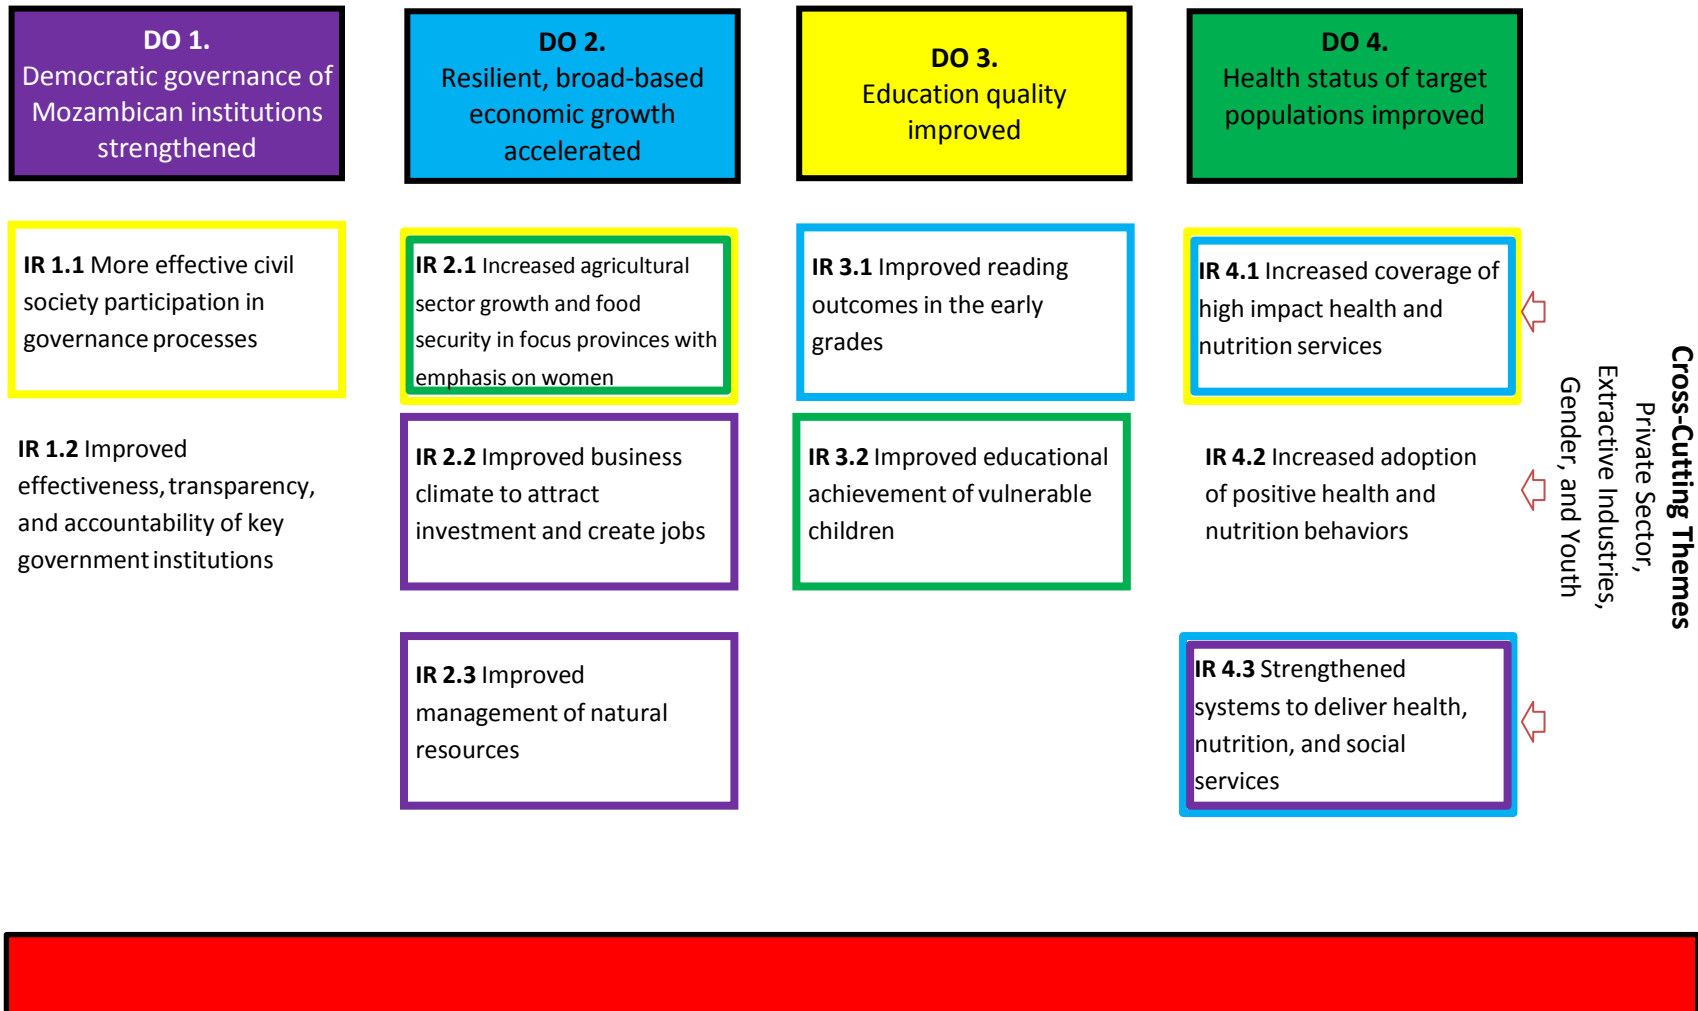 DO 1.
Democratic governance of
Mozambican institutions
strengthened
DO 2.
Resilient, broad-based
economic growth
accelerated
DO 3.
Education quality
improved
DO 4.
Health status of target
populations improved
IR 1.1 More effective civil
society participation in
governance processes
IR 2.1 Increased agricultural
sector growth and food
security in focus provinces with
emphasis on women
IR 3.1 Improved reading
outcomes in the early
grades
IR 4.1 Increased coverage of
high impact health and
nutrition services
IR 1.2 Improved
effectiveness, transparency,
and accountability of key
government institutions
IR 2.2 Improved business
climate to attract
investment and create jobs
IR 3.2 Improved educational
achievement of vulnerable
children
IR 4.2 Increased adoption
of positive health and
nutrition behaviors
IR 2.3 Improved
management of natural
resources
IR 4.3 Strengthened
systems to deliver health,
nutrition, and social
services
Cross-Cutting Themes
Private Sector,
Extractive Industries,
Gender, and Youth